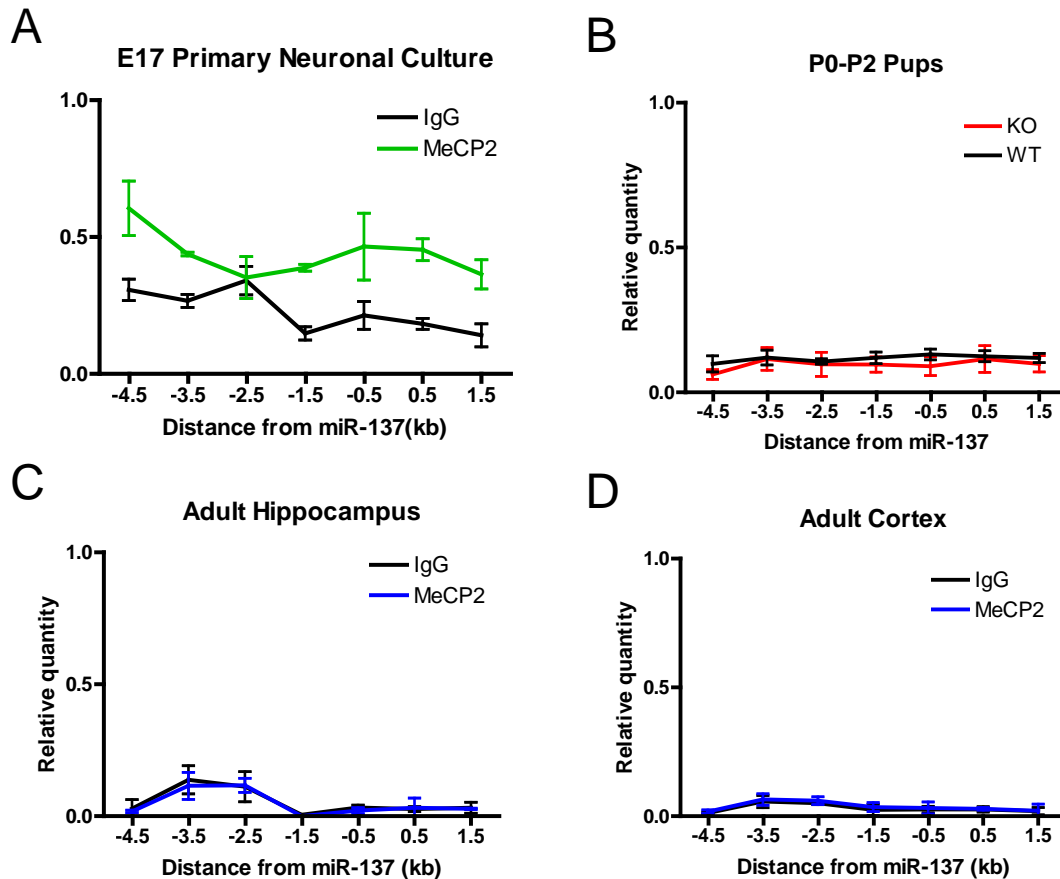 A
E17 Primary Neuronal Culture
1.0
0.5
0.0
IgG
MeCP2
-4.5 -3.5 -2.5 -1.5 -0.5 0.5 1.5
Distance from miR-137(kb)
B
P0-P2 Pups
Relative quantity
1.0
0.5
0.0
KO
WT
-4.5 -3.5 -2.5 -1.5 -0.5 0.5 1.5
Distance from miR-137
C
Adult Hippocampus
Relative quantity
1.0
0.5
0.0
IgG
MeCP2
-4.5 -3.5 -2.5 -1.5 -0.5 0.5 1.5
Distance from miR-137 (kb)
D
Adult Cortex
Relative quantity
1.0
0.5
0.0
IgG
MeCP2
-4.5 -3.5 -2.5 -1.5 -0.5 0.5 1.5
Distance from miR-137 (kb)